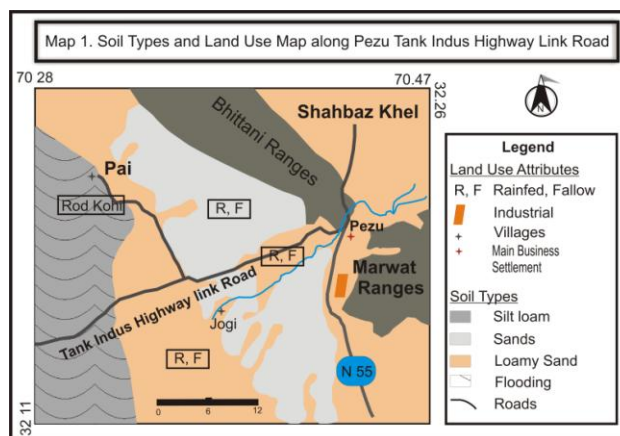 Map 1. Soil Types and Land Use Map along Pezu Tank Indus Highway Link Road
70 28
70.47
32.26
Shahbaz Khel
Bhittani Ranges
Pai
Rod Kohi
R, F
Pezu
R, F
Marwat
Ranges
Tank Indus Highway link Road
Jogi
R, F
N 55
0 6 12
32 11
N
Legend
Land Use Attributes
R, F Rainfed, Fallow
Industrial
Villages
Main Business
Settlement
Soil Types
Silt loam
Sands
Loamy Sand
Flooding
Roads